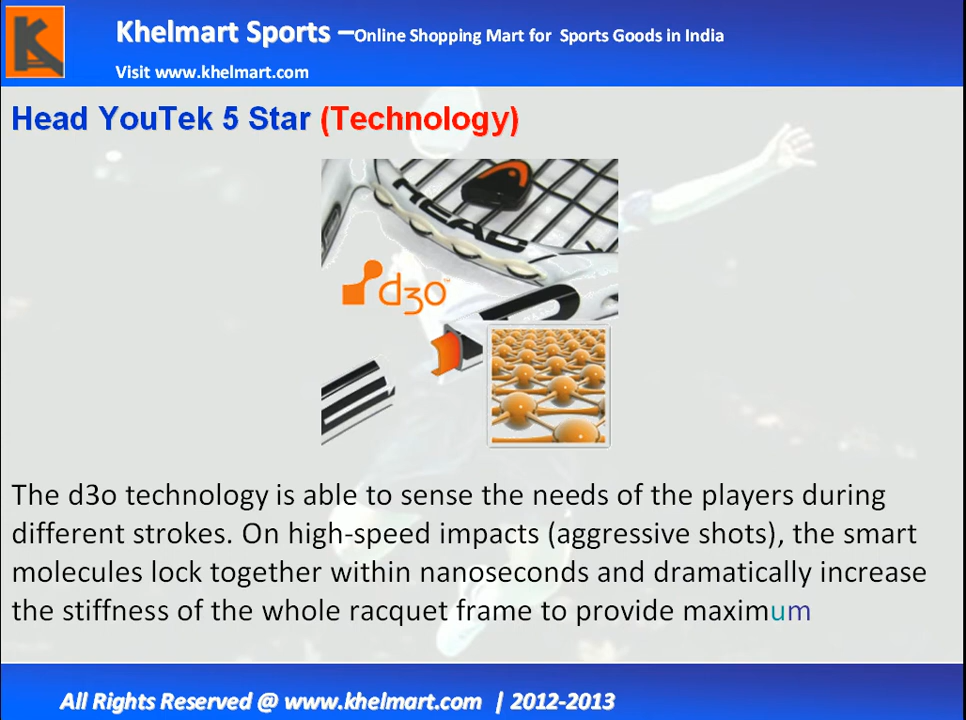 Khelmart Sports –Online Shopping Mart for Sports Goods in India
Visit www.khelmart.com
Head YouTek 5 Star (Technology)
HEAD
d3o™
The d3o technology is able to sense the needs of the players during
different strokes. On high-speed impacts (aggressive shots), the smart
molecules lock together within nanoseconds and dramatically increase
the stiffness of the whole racquet frame to provide maximum
All Rights Reserved @ www.khelmart.com | 2012-2013